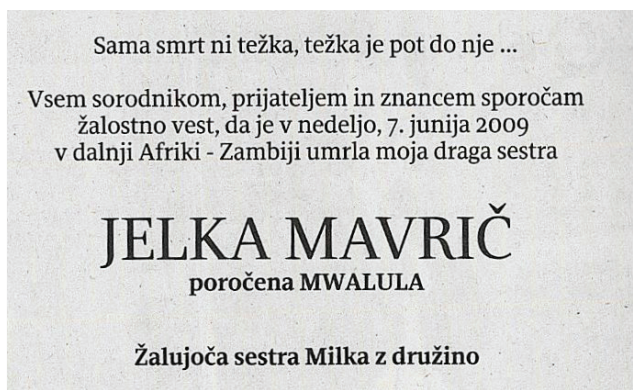 Sama smrt ni težka, težka je pot do nje ...
Vsem sorodnikom, prijateljem in znancem sporočam
žalostno vest, da je v nedeljo, 7. junija 2009
v dalnji Afriki - Zambiji umrla moja draga sestra
JELKA MAVRIČ
poročena MWALULA
Žalujoča sestra Milka z družino